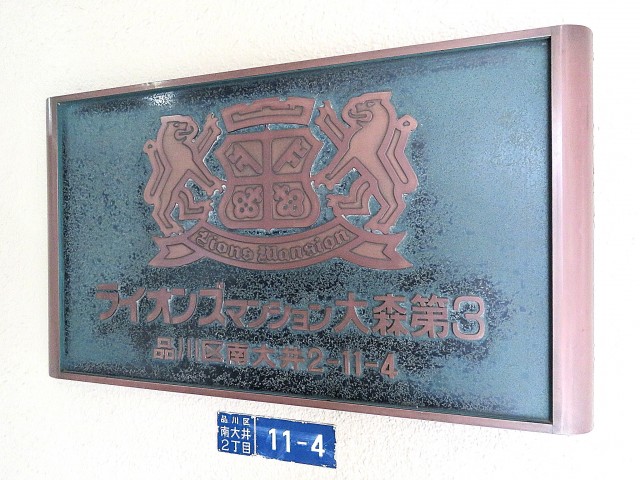 Lions Mansion
ライオンズマンション大森第3
品川区南大井2-11-4
品川区
南大井
2丁目
11-4